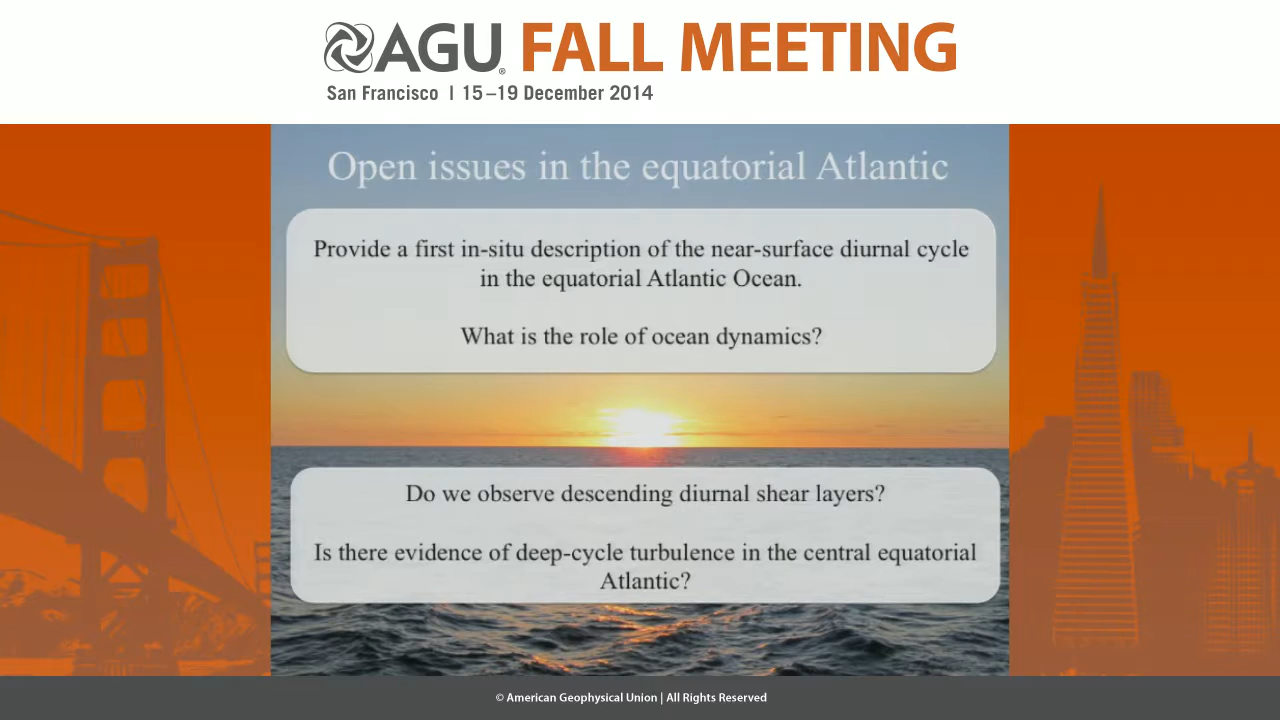 AGU® FALL MEETING
San Francisco | 15–19 December 2014
Open issues in the equatorial Atlantic
Provide a first in-situ description of the near-surface diurnal cycle
in the equatorial Atlantic Ocean.
What is the role of ocean dynamics?
Do we observe descending diurnal shear layers?
Is there evidence of deep-cycle turbulence in the central equatorial
Atlantic?
© American Geophysical Union | All Rights Reserved